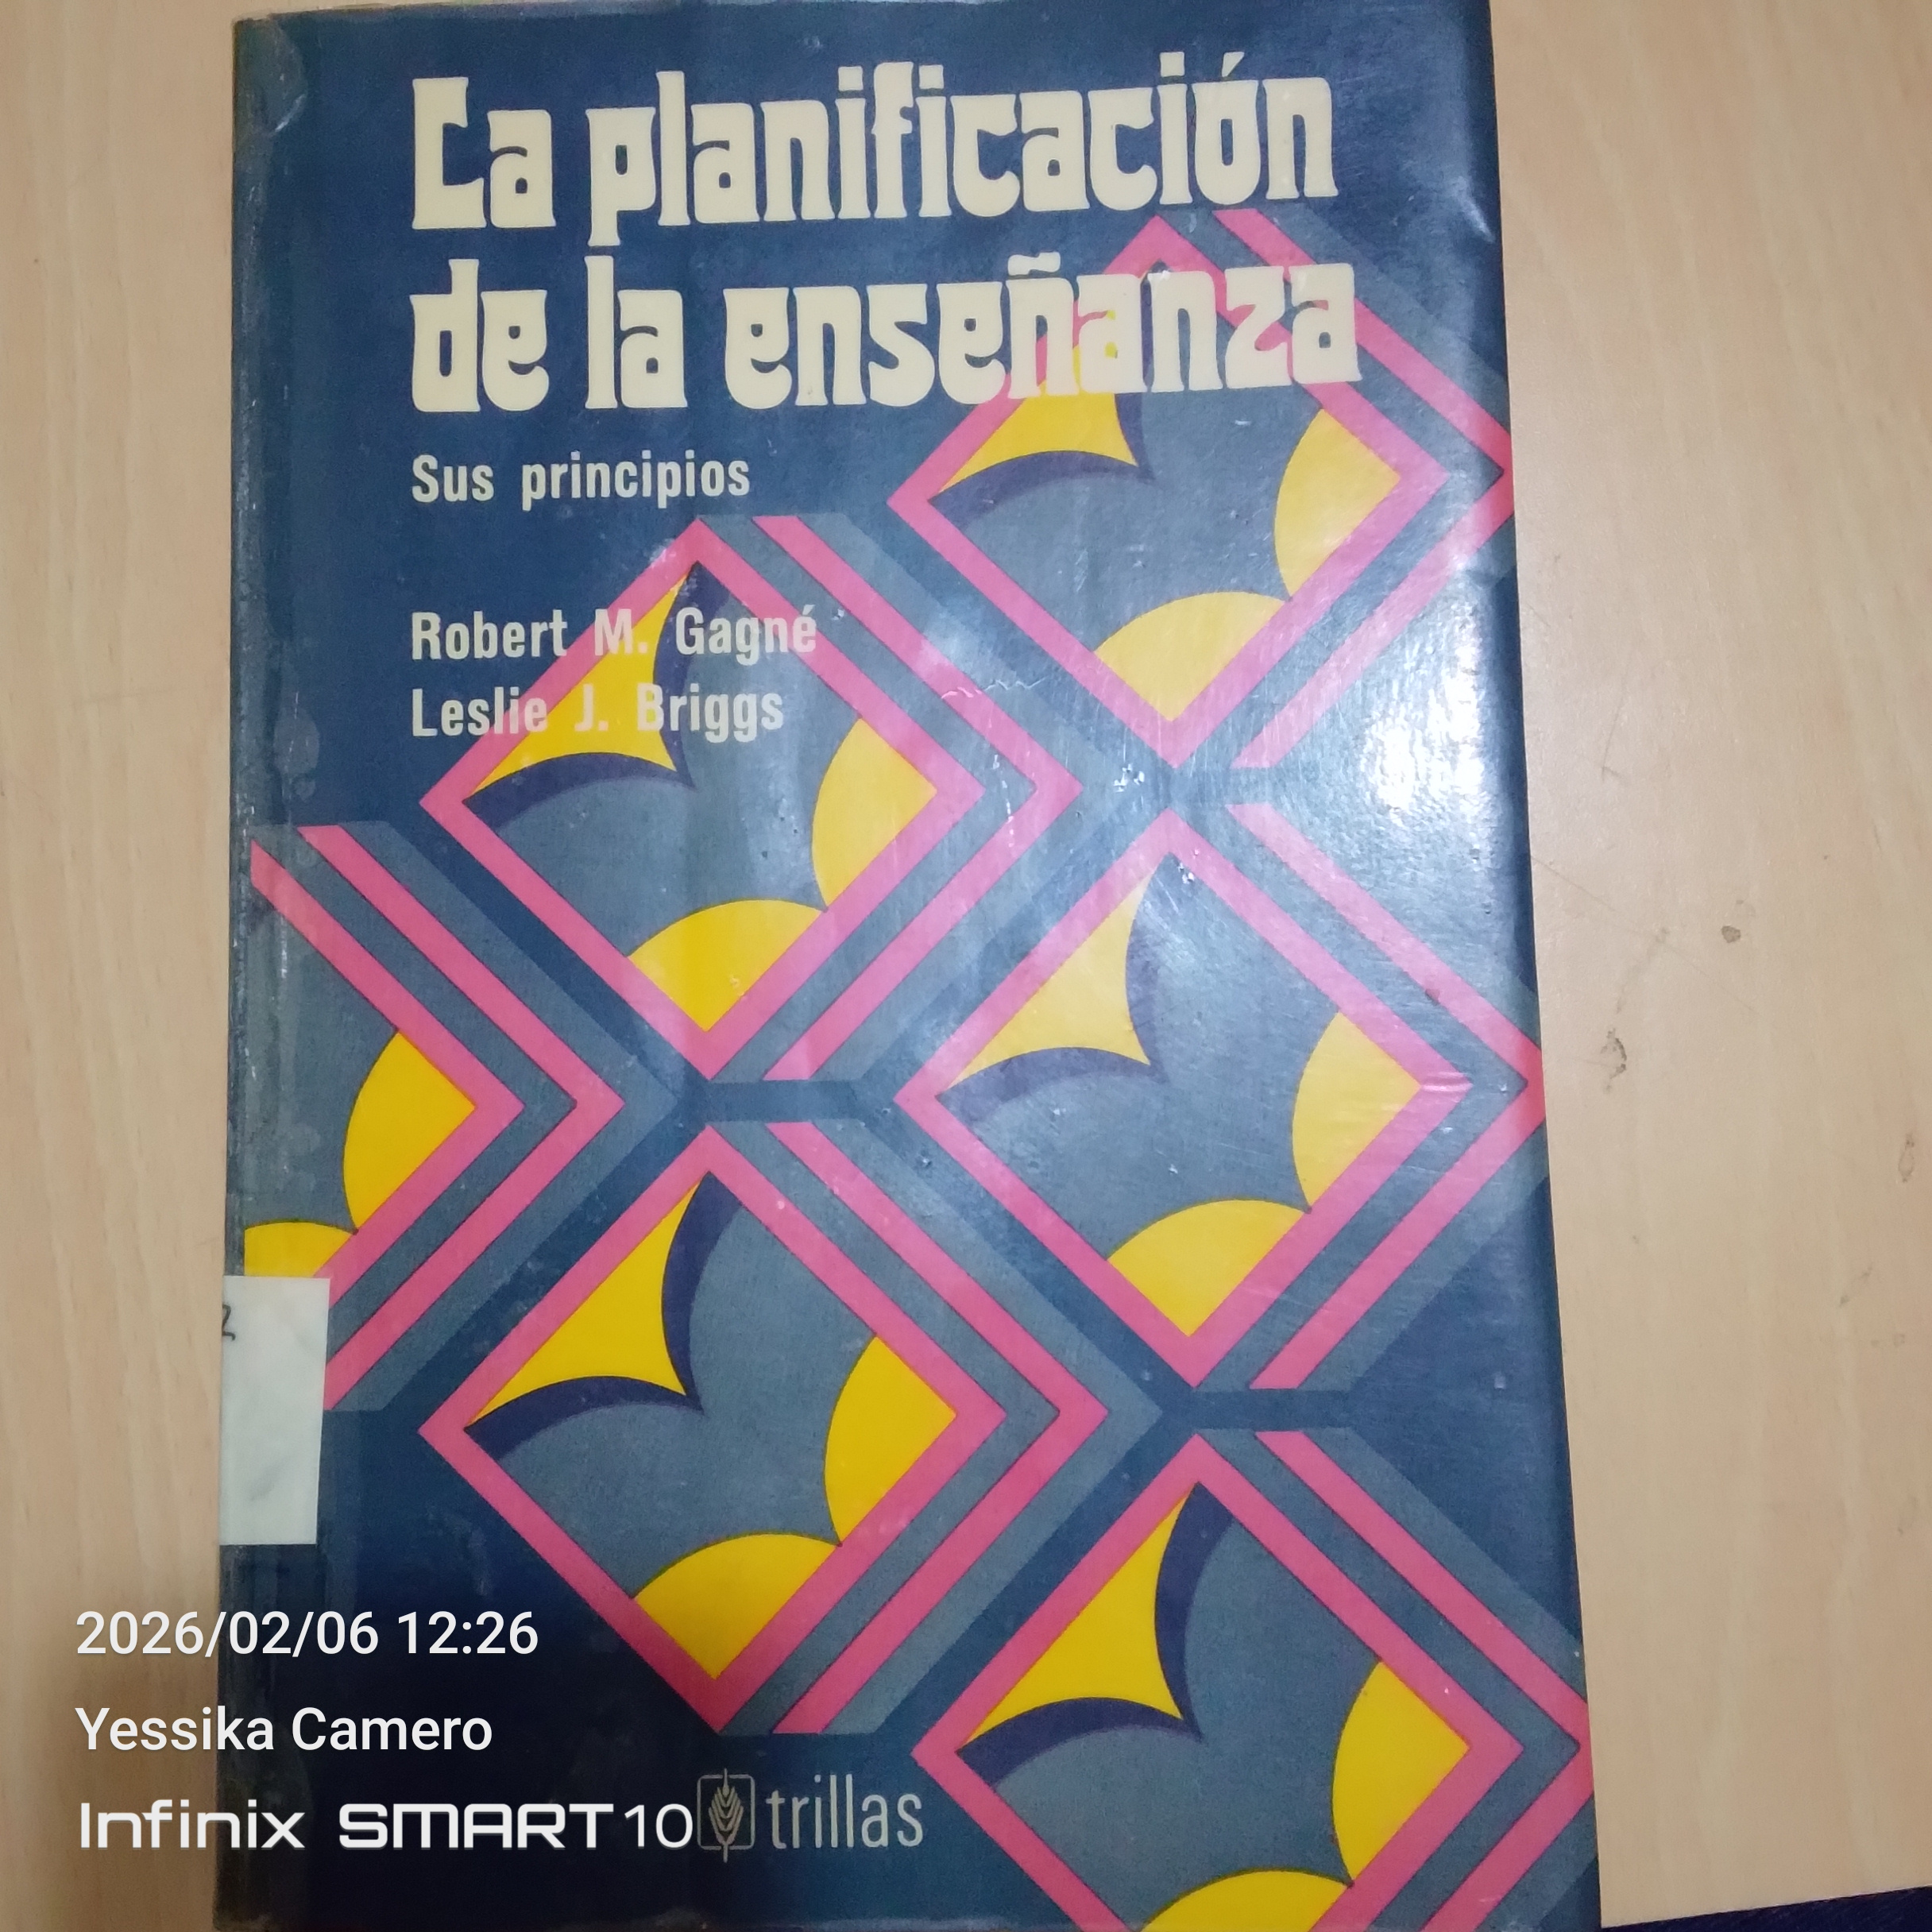 La planificación
de la enseñanza
Sus principios
Robert M. Gagné
Leslie J. Briggs
2
2026/02/06 12:26
Yessika Camero
Infinix SMART 10
trillas